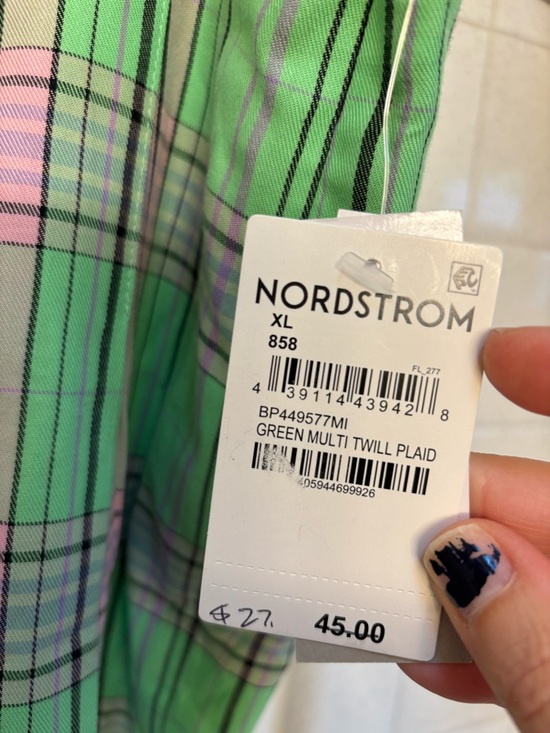 NORDSTROM
XL
858
FL_277
4 39114 43942 8
BP449577MI
GREEN MULTI TWILL PLAID
405944699926
27.
45.00